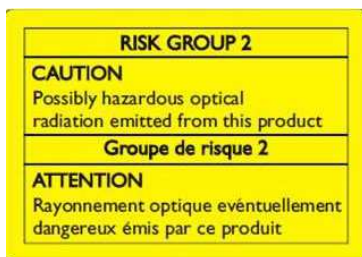 RISK GROUP 2
CAUTION
Possibly hazardous optical
radiation emitted from this product
Groupe de risque 2
ATTENTION
Rayonnement optique evéntuellement
dangereux émis par ce produit